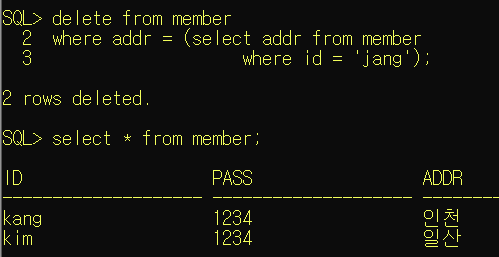 SQL> delete from member
2 where addr = (select addr from member
3 where id = 'jang');
2 rows deleted.
SQL> select * from member;
ID PASS ADDR
-------------------- -------------------- --------
kang 1234 인천
kim 1234 일산